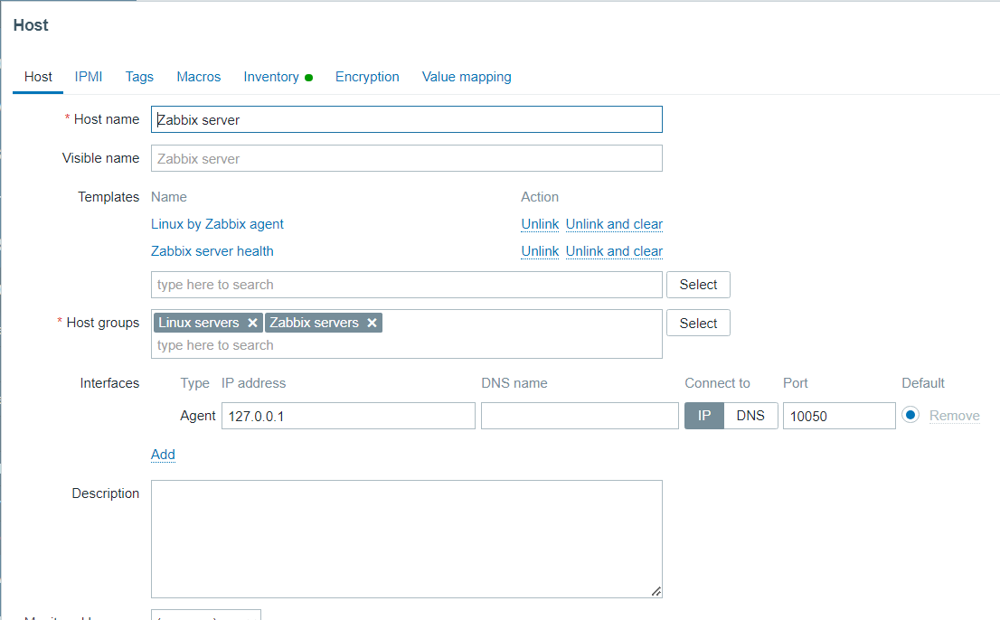 Host
Host IPMI Tags Macros Inventory Encryption Value mapping
* Host name Zabbix server
Visible name Zabbix server
Templates Name Action
Linux by Zabbix agent Unlink Unlink and clear
Zabbix server health Unlink Unlink and clear
type here to search Select
* Host groups Linux servers × Zabbix servers × Select
type here to search
Interfaces Type IP address DNS name Connect to Port Default
Agent 127.0.0.1 IP DNS 10050 Remove
Add
Description